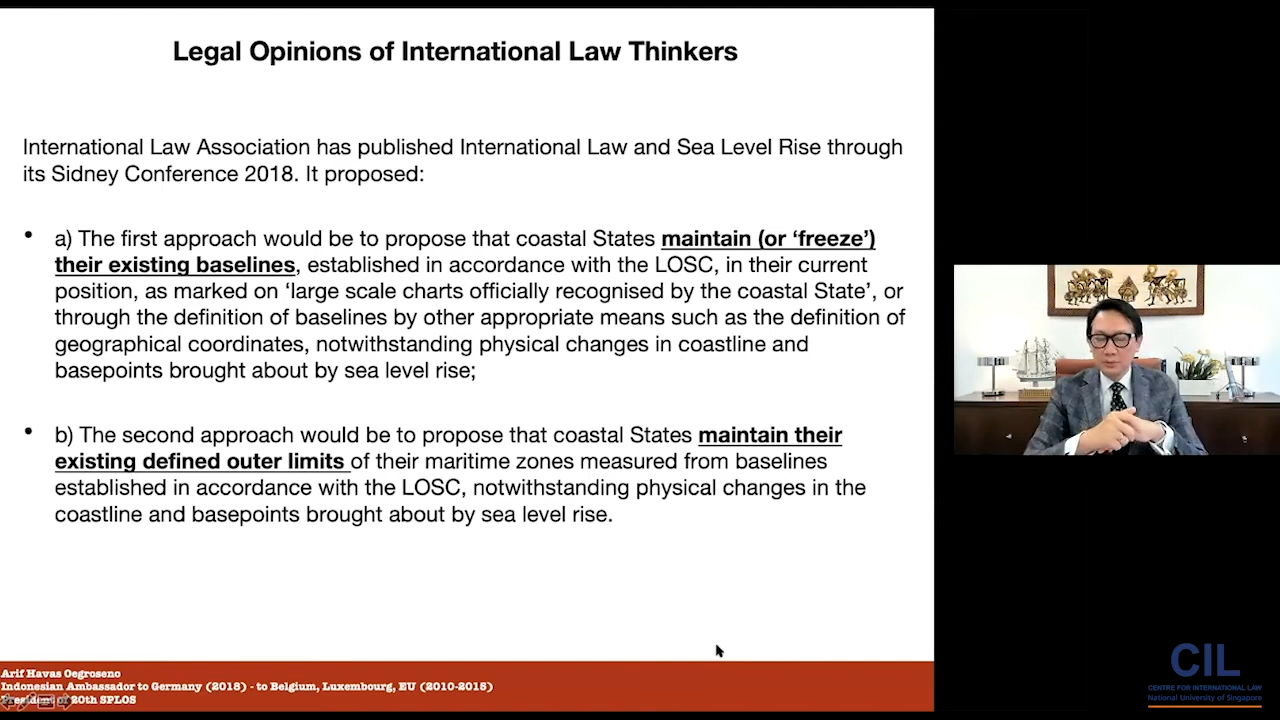 Legal Opinions of International Law Thinkers
International Law Association has published International Law and Sea Level Rise through
its Sidney Conference 2018. It proposed:
• a) The first approach would be to propose that coastal States maintain (or ‘freeze’)
their existing baselines, established in accordance with the LOSC, in their current
position, as marked on ‘large scale charts officially recognised by the coastal State’, or
through the definition of baselines by other appropriate means such as the definition of
geographical coordinates, notwithstanding physical changes in coastline and
basepoints brought about by sea level rise;
• b) The second approach would be to propose that coastal States maintain their
existing defined outer limits of their maritime zones measured from baselines
established in accordance with the LOSC, notwithstanding physical changes in the
coastline and basepoints brought about by sea level rise.
Arif Havas Oegroseno
Indonesian Ambassador to Germany (2018) - to Belgium, Luxembourg, EU (2010-2015)
President of 20th SPLOS
CIL
CENTRE FOR INTERNATIONAL LAW
National University of Singapore